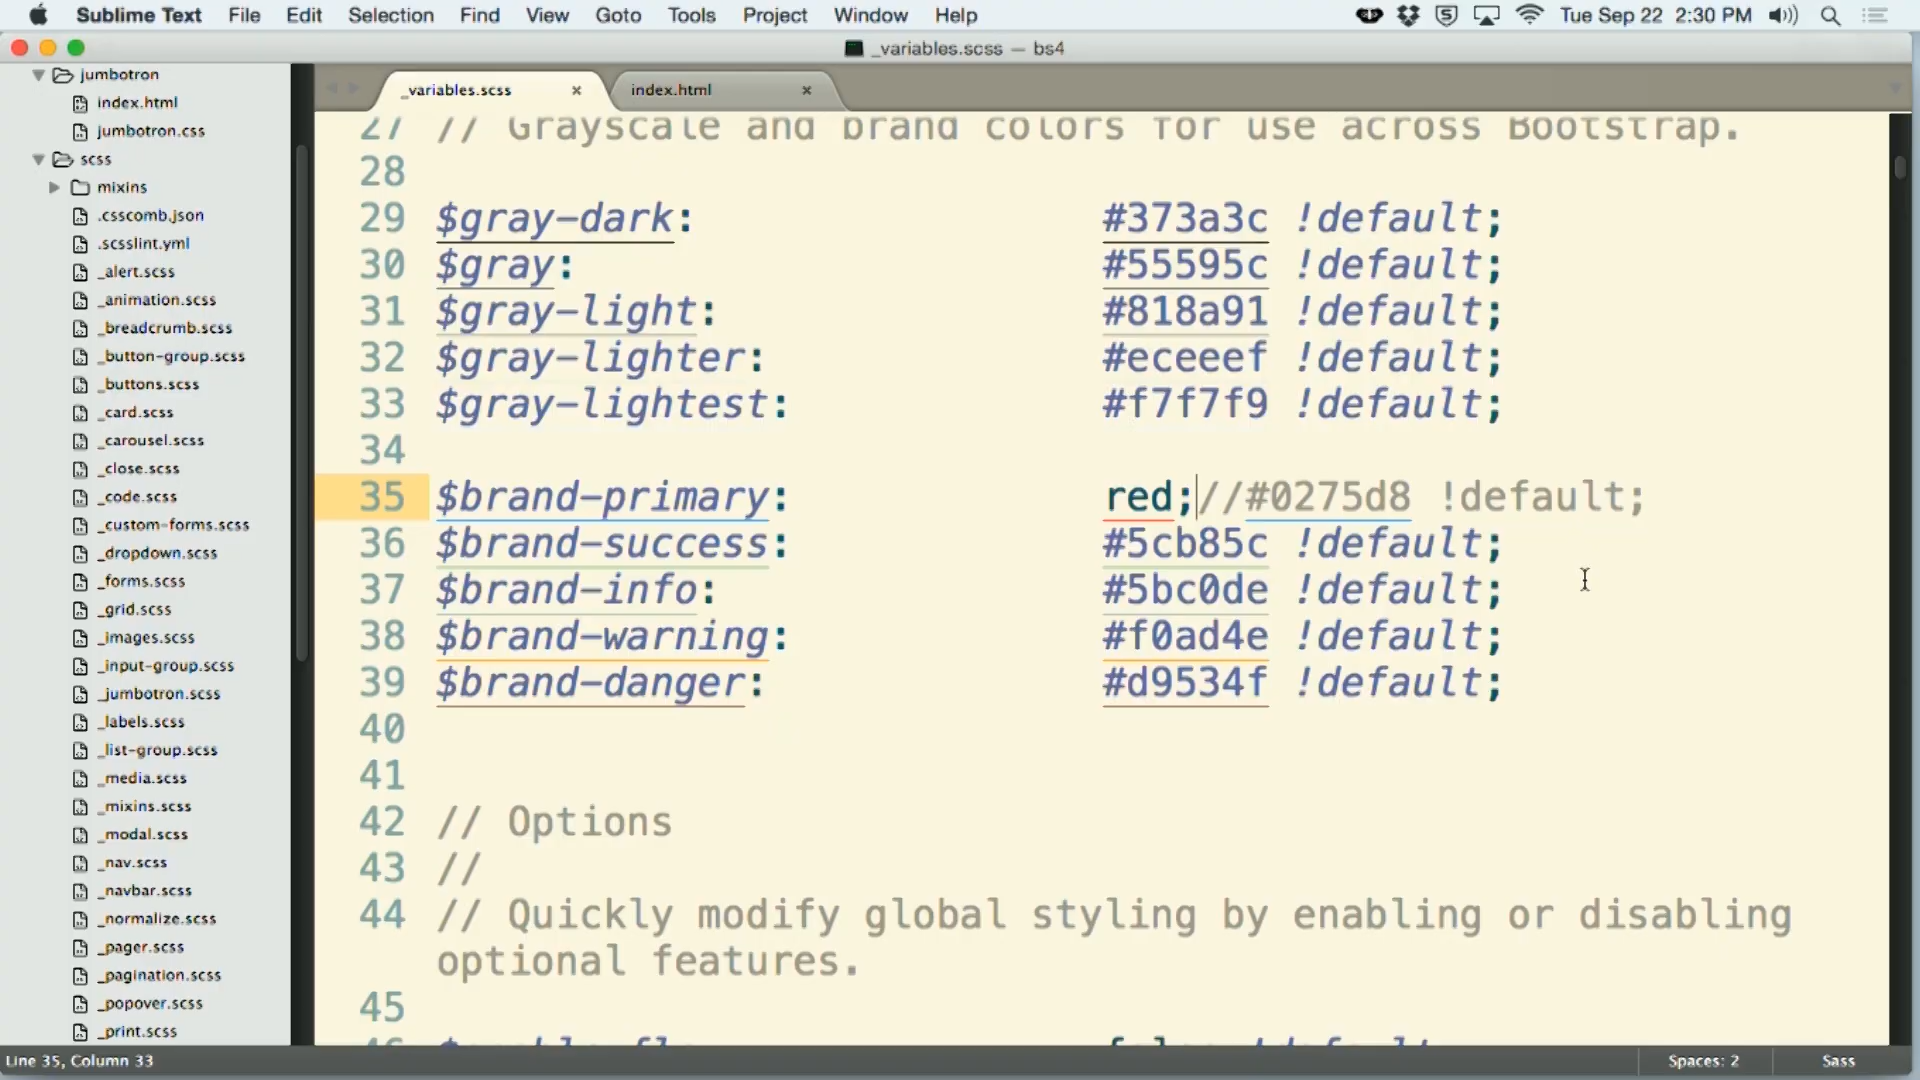 Sublime Text File Edit Selection Find View Goto Tools Project Window Help Tue Sep 22 2:30 PM
_variables.scss — bs4
jumbotron
index.html
jumbotron.css
scss
mixins
.csscomb.json
.scsslint.yml
_alert.scss
_animation.scss
_breadcrumb.scss
_button-group.scss
_buttons.scss
_card.scss
_carousel.scss
_close.scss
_code.scss
_custom-forms.scss
_dropdown.scss
_forms.scss
_grid.scss
_images.scss
_input-group.scss
_jumbotron.scss
_labels.scss
_list-group.scss
_media.scss
_mixins.scss
_modal.scss
_nav.scss
_navbar.scss
_normalize.scss
_pager.scss
_pagination.scss
_popover.scss
_print.scss
_variables.scss × index.html ×
27 // Grayscale and brand colors for use across Bootstrap.
28
29 $gray-dark: #373a3c !default;
30 $gray: #55595c !default;
31 $gray-light: #818a91 !default;
32 $gray-lighter: #eceeef !default;
33 $gray-lightest: #f7f7f9 !default;
34
35 $brand-primary: red;//#0275d8 !default;
36 $brand-success: #5cb85c !default;
37 $brand-info: #5bc0de !default;
38 $brand-warning: #f0ad4e !default;
39 $brand-danger: #d9534f !default;
40
41
42 // Options
43 //
44 // Quickly modify global styling by enabling or disabling
optional features.
45
Line 35, Column 33 Spaces: 2 Sass